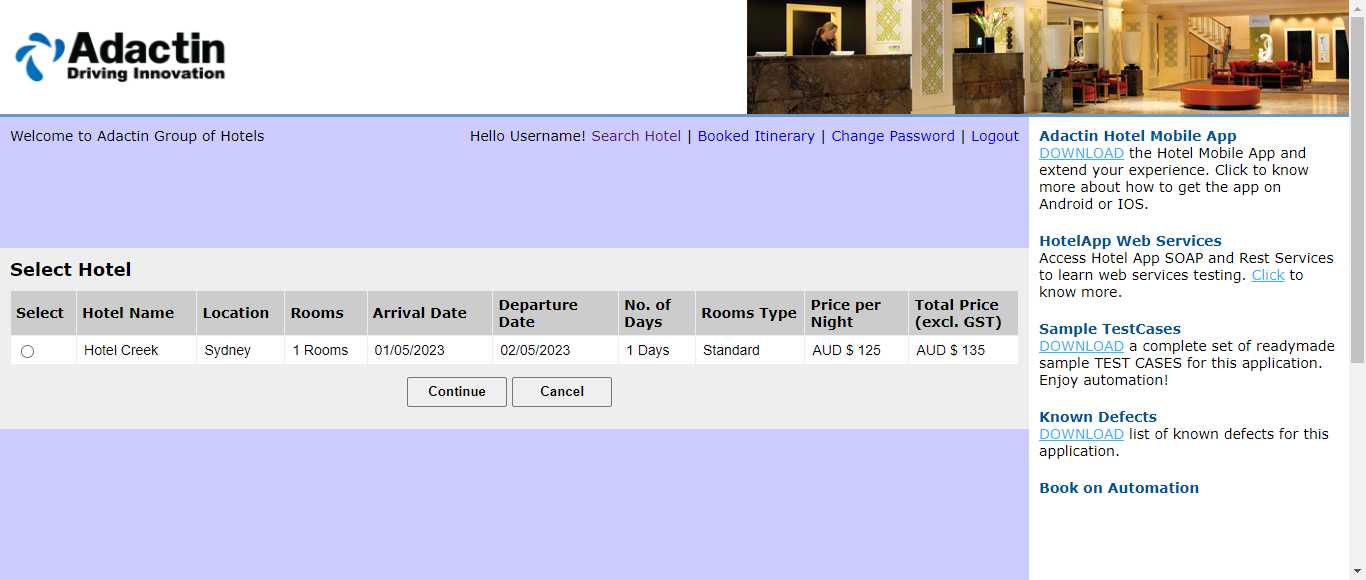 Adactin
Driving Innovation
Welcome to Adactin Group of Hotels
Hello Username! Search Hotel | Booked Itinerary | Change Password | Logout
Select Hotel
Select Hotel Name Location Rooms Arrival Date Departure Date No. of Days Rooms Type Price per Night Total Price (excl. GST)
Hotel Creek Sydney 1 Rooms 01/05/2023 02/05/2023 1 Days Standard AUD $ 125 AUD $ 135
Continue Cancel
Adactin Hotel Mobile App
DOWNLOAD the Hotel Mobile App and
extend your experience. Click to know
more about how to get the app on
Android or IOS.
HotelApp Web Services
Access Hotel App SOAP and Rest Services
to learn web services testing. Click to
know more.
Sample TestCases
DOWNLOAD a complete set of readymade
sample TEST CASES for this application.
Enjoy automation!
Known Defects
DOWNLOAD list of known defects for this
application.
Book on Automation